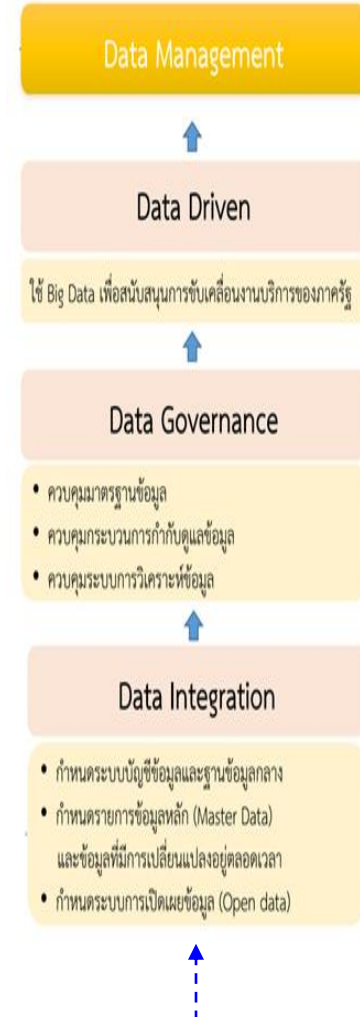 Data Management
Data Driven
ใช้ Big Data เพื่อสนับสนุนการขับเคลื่อนงานบริการของภาครัฐ
Data Governance
• ควบคุมมาตรฐานข้อมูล
• ควบคุมกระบวนการกำกับดูแลข้อมูล
• ควบคุมระบบการวิเคราะห์ข้อมูล
Data Integration
• กำหนดระบบบัญชีข้อมูลและฐานข้อมูลกลาง
• กำหนดรายการข้อมูลหลัก (Master Data)
และข้อมูลที่มีการเปลี่ยนแปลงอยู่ตลอดเวลา
• กำหนดระบบการเปิดเผยข้อมูล (Open data)